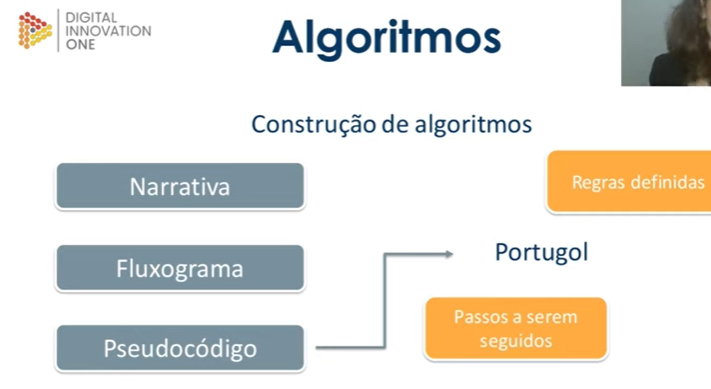 DIGITAL
INNOVATION
ONE
Algoritmos
Construção de algoritmos
Narrativa
Regras definidas
Fluxograma
Portugol
Passos a serem
seguidos
Pseudocódigo